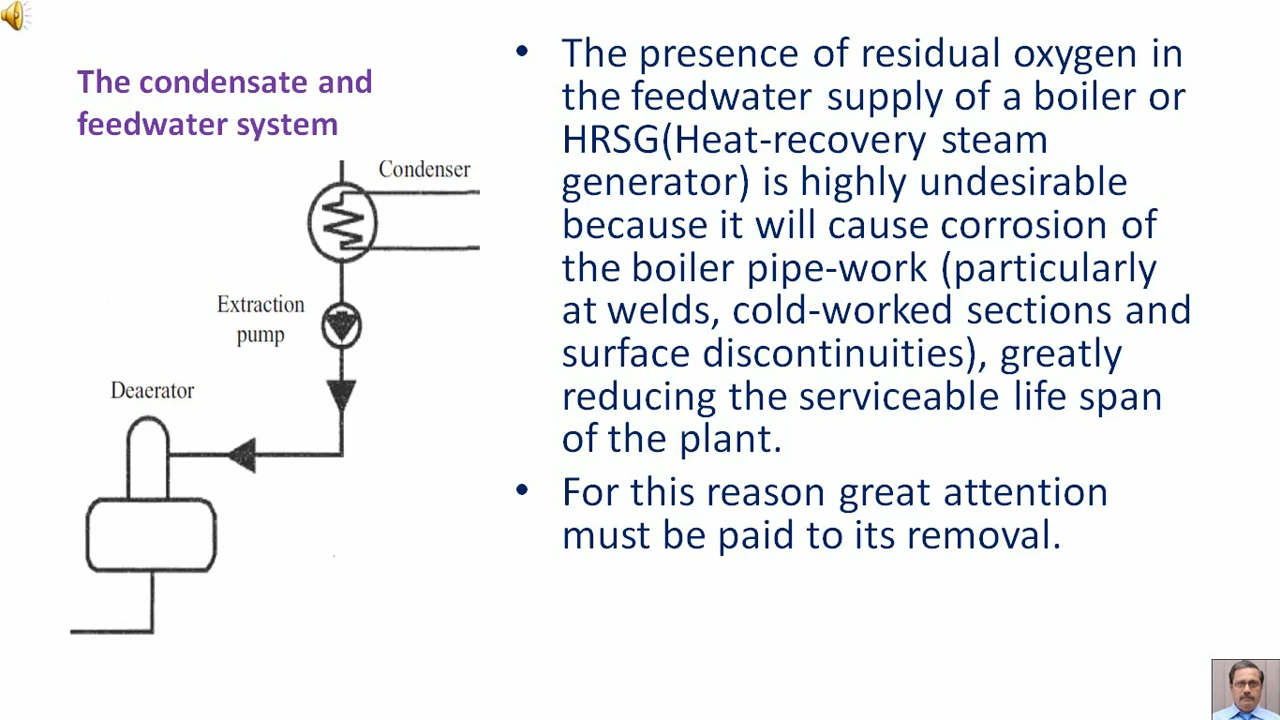 The condensate and
feedwater system
Condenser
Extraction
pump
Deaerator
• The presence of residual oxygen in
the feedwater supply of a boiler or
HRSG(Heat-recovery steam
generator) is highly undesirable
because it will cause corrosion of
the boiler pipe-work (particularly
at welds, cold-worked sections and
surface discontinuities), greatly
reducing the serviceable life span
of the plant.
• For this reason great attention
must be paid to its removal.